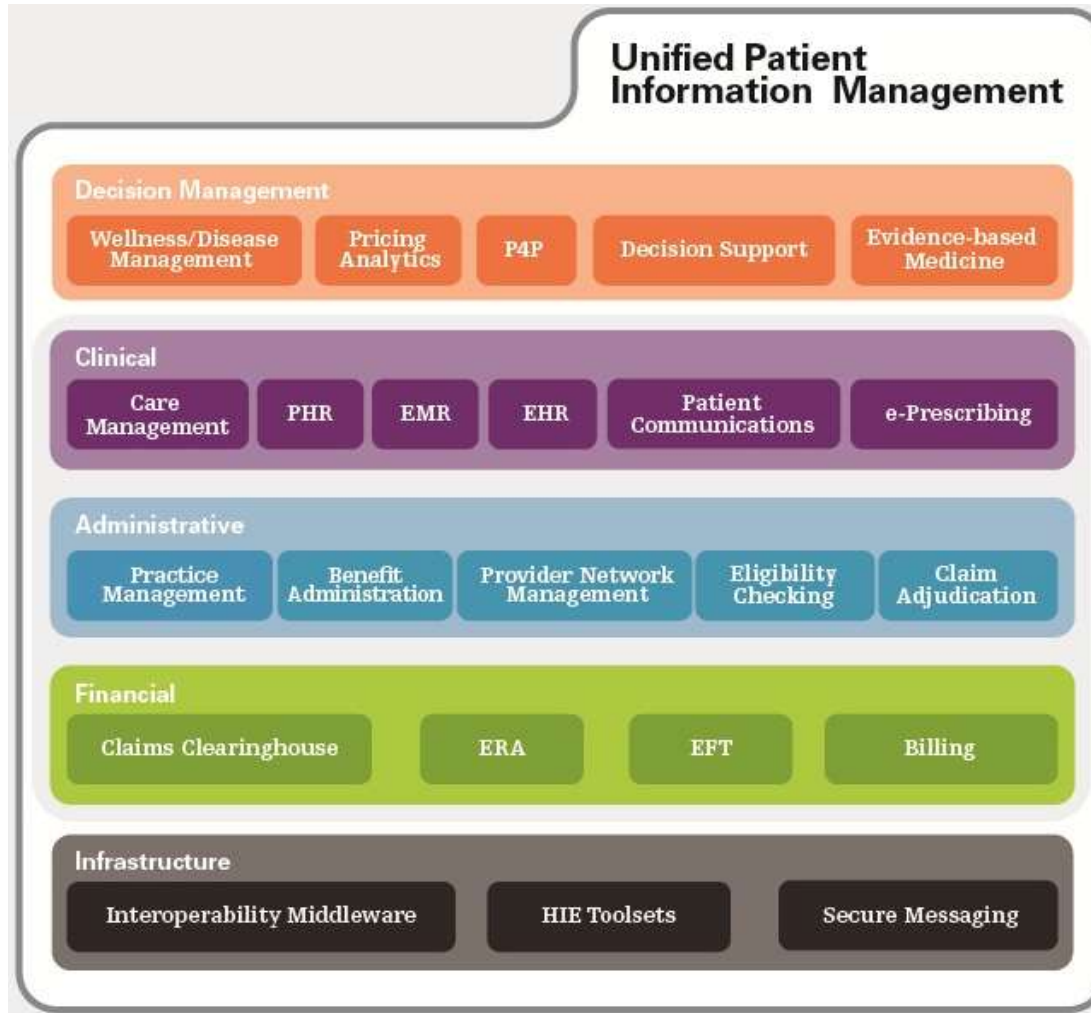 Unified Patient
Information Management
Decision Management
Wellness/Disease
Management
Pricing
Analytics
P4P
Decision Support
Evidence-based
Medicine
Clinical
Care
Management
PHR
EMR
EHR
Patient
Communications
e-Prescribing
Administrative
Practice
Management
Benefit
Administration
Provider Network
Management
Eligibility
Checking
Claim
Adjudication
Financial
Claims Clearinghouse
ERA
EFT
Billing
Infrastructure
Interoperability Middleware
HIE Toolsets
Secure Messaging